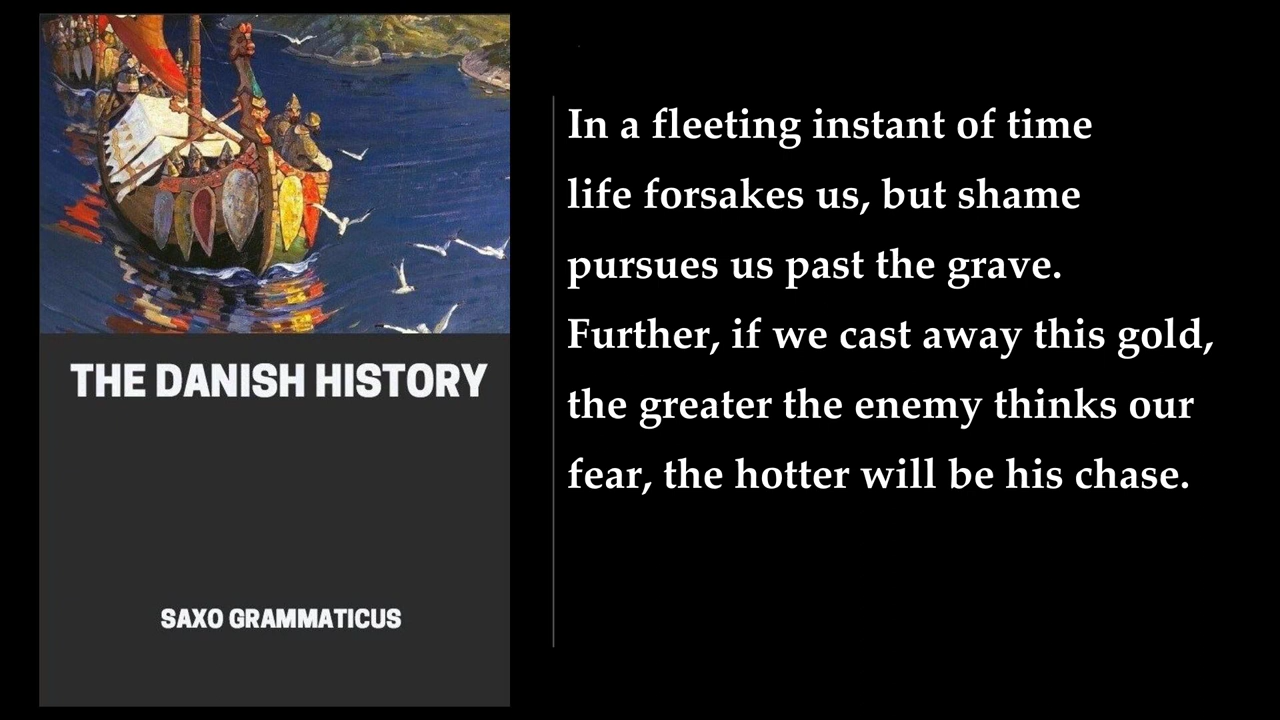 THE DANISH HISTORY
SAXO GRAMMATICUS
In a fleeting instant of time
life forsakes us, but shame
pursues us past the grave.
Further, if we cast away this gold,
the greater the enemy thinks our
fear, the hotter will be his chase.